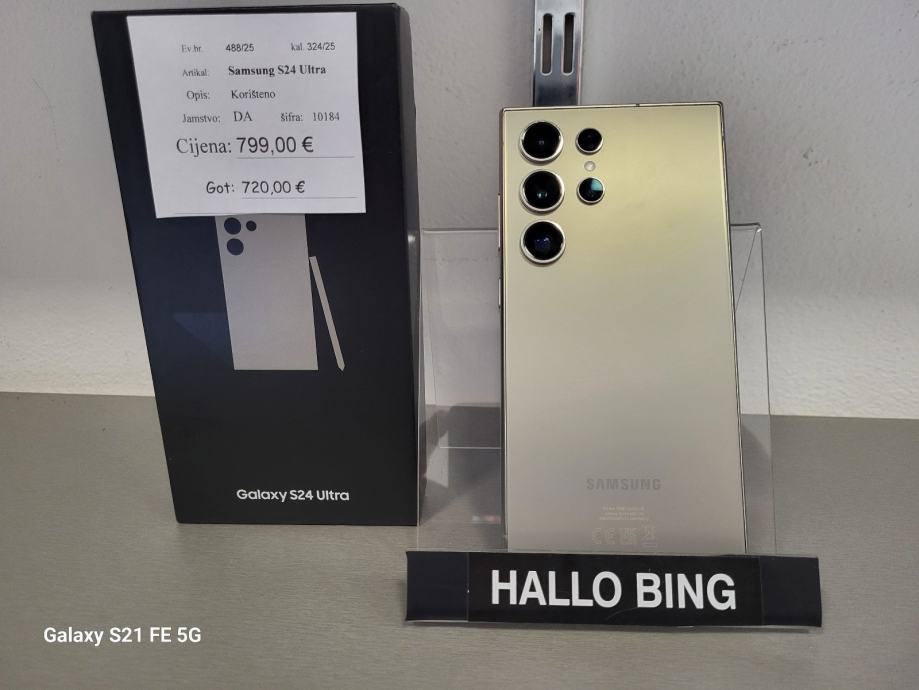 Ev.br. 488/25 kal. 324/25
Artikal: Samsung S24 Ultra
Opis: Korišteno
Jamstvo: DA šifra: 10184
Cijena: 799,00 €
Got: 720,00 €
Galaxy S24 Ultra
SAMSUNG
HALLO BING
Galaxy S21 FE 5G